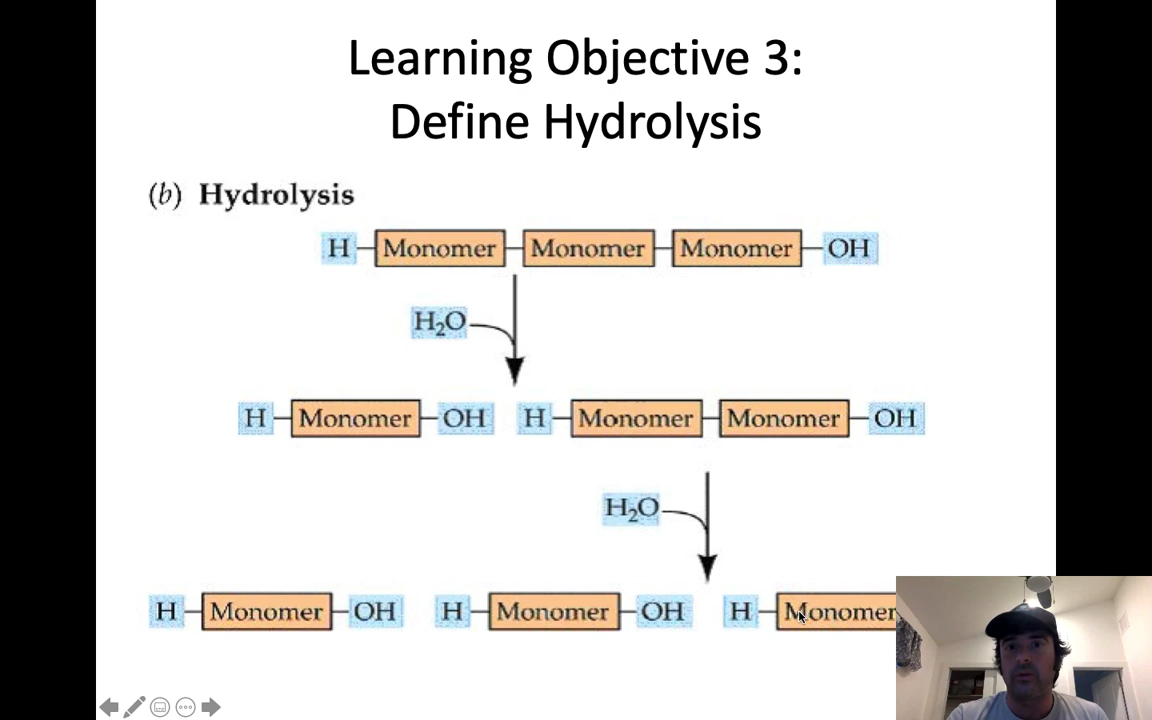 Learning Objective 3:
Define Hydrolysis
(b) Hydrolysis
H Monomer Monomer Monomer OH
H₂O
H Monomer OH H Monomer Monomer OH
H₂O
H Monomer OH H Monomer OH H Monomer